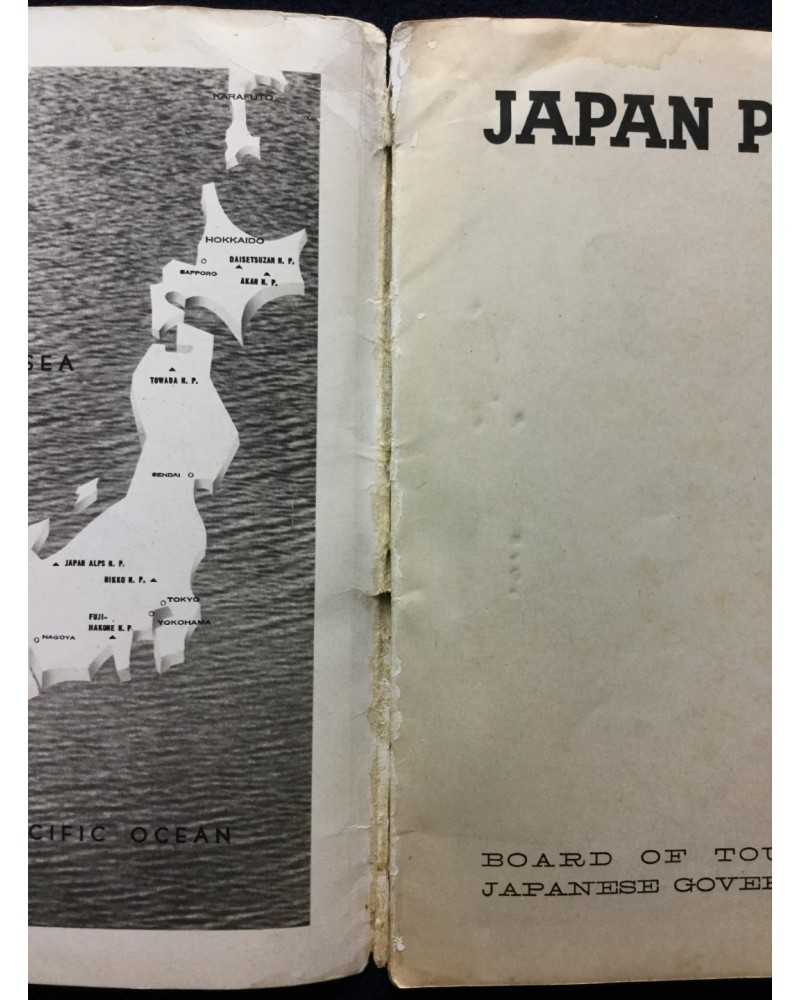 KARAFUTO
HOKKAIDO
DAISETSUZAN N. P.
SAPPORO
AKAN N. P.
SEA
TOWADA N. P.
SENDAI
JAPAN ALPS N. P.
NIKKO N. P.
TOKYO
FUJI-
HAKONE N. P.
YOKOHAMA
NAGOYA
CIFIC OCEAN
JAPAN P
BOARD OF TOU
JAPANESE GOVER